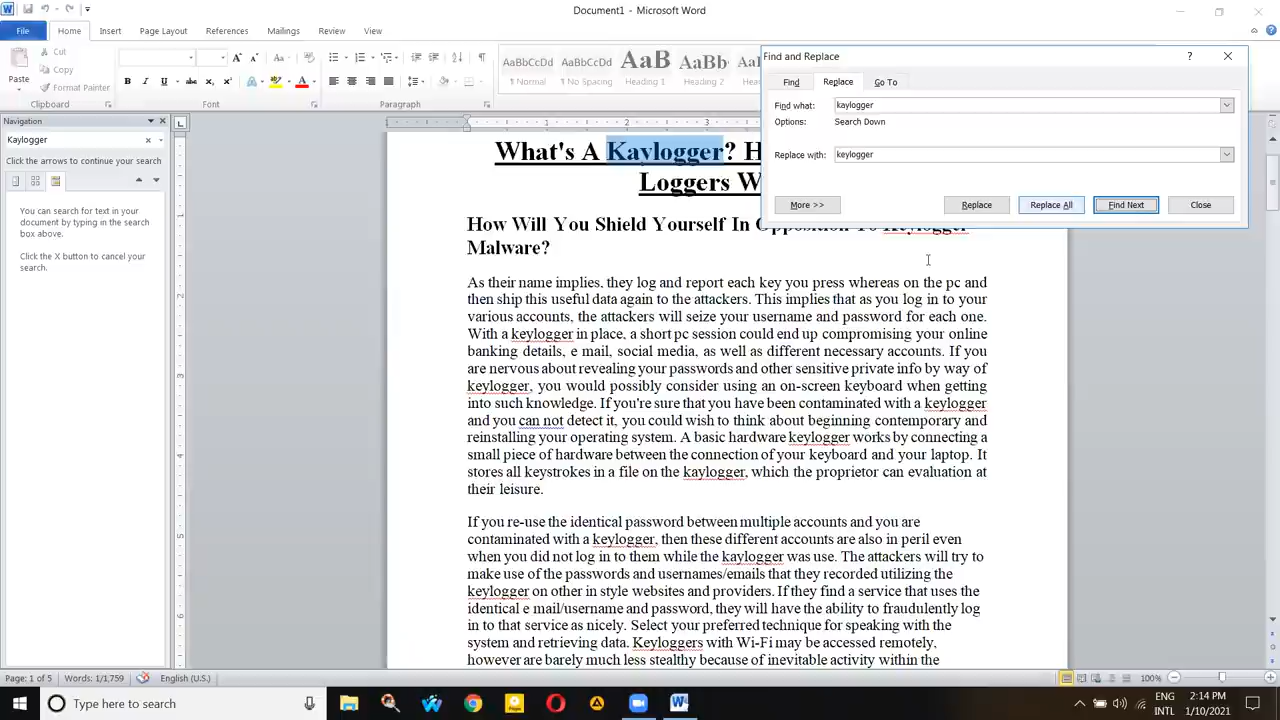 Document1 - Microsoft Word
File
Home
Insert
Page Layout
References
Mailings
Review
View
Paste
Cut
Copy
Format Painter
Clipboard
Font
Paragraph
AaBbCcDd
AaBbCcDd
AaB
AaBb
¶ Normal
¶ No Spacing
Heading 1
Heading 2
Find and Replace
Find
Replace
Go To
Find what:
kaylogger
Options:
Search Down
Replace with:
keylogger
More >>
Replace
Replace All
Find Next
Close
Navigation
Kaylogger
Click the arrows to continue your search
You can search for text in your
document by typing in the search
box above.
Click the X button to cancel your
search.
What's A Kaylogger? H
Loggers W
How Will You Shield Yourself In Opposition To Keylogger
Malware?
As their name implies, they log and report each key you press whereas on the pc and
then ship this useful data again to the attackers. This implies that as you log in to your
various accounts, the attackers will seize your username and password for each one.
With a keylogger in place, a short pc session could end up compromising your online
banking details, e mail, social media, as well as different necessary accounts. If you
are nervous about revealing your passwords and other sensitive private info by way of
keylogger, you would possibly consider using an on-screen keyboard when getting
into such knowledge. If you're sure that you have been contaminated with a keylogger
and you can not detect it, you could wish to think about beginning contemporary and
reinstalling your operating system. A basic hardware keylogger works by connecting a
small piece of hardware between the connection of your keyboard and your laptop. It
stores all keystrokes in a file on the kaylogger, which the proprietor can evaluation at
their leisure.
If you re-use the identical password between multiple accounts and you are
contaminated with a keylogger, then these different accounts are also in peril even
when you did not log in to them while the kaylogger was use. The attackers will try to
make use of the passwords and usernames/emails that they recorded utilizing the
keylogger on other in style websites and providers. If they find a service that uses the
identical e mail/username and password, they will have the ability to fraudulently log
in to that service as nicely. Select your preferred technique for speaking with the
system and retrieving data. Keyloggers with Wi-Fi may be accessed remotely,
however are barely much less stealthy because of inevitable activity within the
Page: 1 of 5
Words: 1/1,759
English (U.S.)
100%
Type here to search
ENG
INTL
2:14 PM
1/10/2021